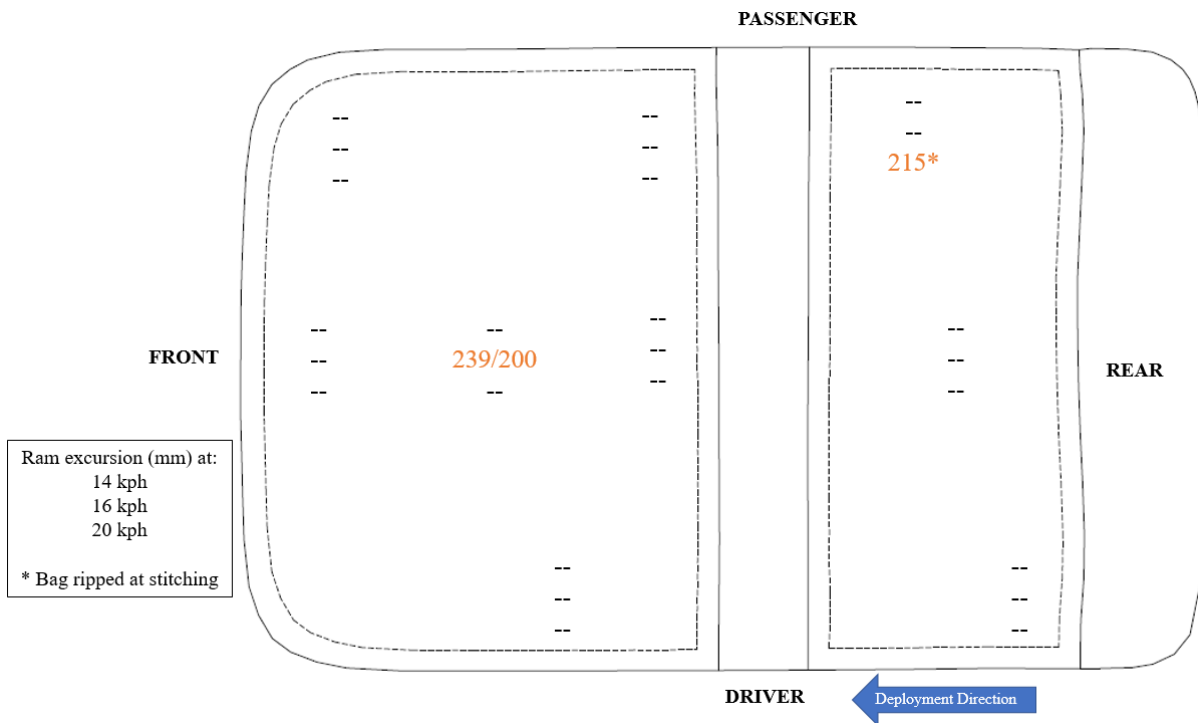 PASSENGER
--
--
--
--
--
--
--
--
215*
FRONT
--
--
--
--
239/200
--
--
--
--
--
--
--
REAR
Ram excursion (mm) at:
14 kph
16 kph
20 kph
* Bag ripped at stitching
--
--
--
--
--
--
DRIVER
Deployment Direction